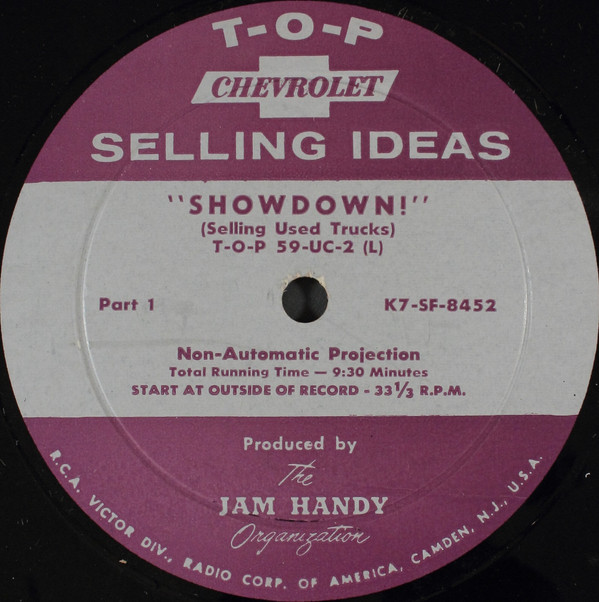 T-O-P
CHEVROLET
SELLING IDEAS
"SHOWDOWN!"
(Selling Used Trucks)
T-O-P 59-UC-2 (L)
Part 1
K7-SF-8452
Non-Automatic Projection
Total Running Time — 9:30 Minutes
START AT OUTSIDE OF RECORD - 33 1/3 R.P.M.
Produced by
The
JAM HANDY
Organization
R.C.A. VICTOR DIV., RADIO CORP. OF AMERICA, CAMDEN, N.J., U.S.A.